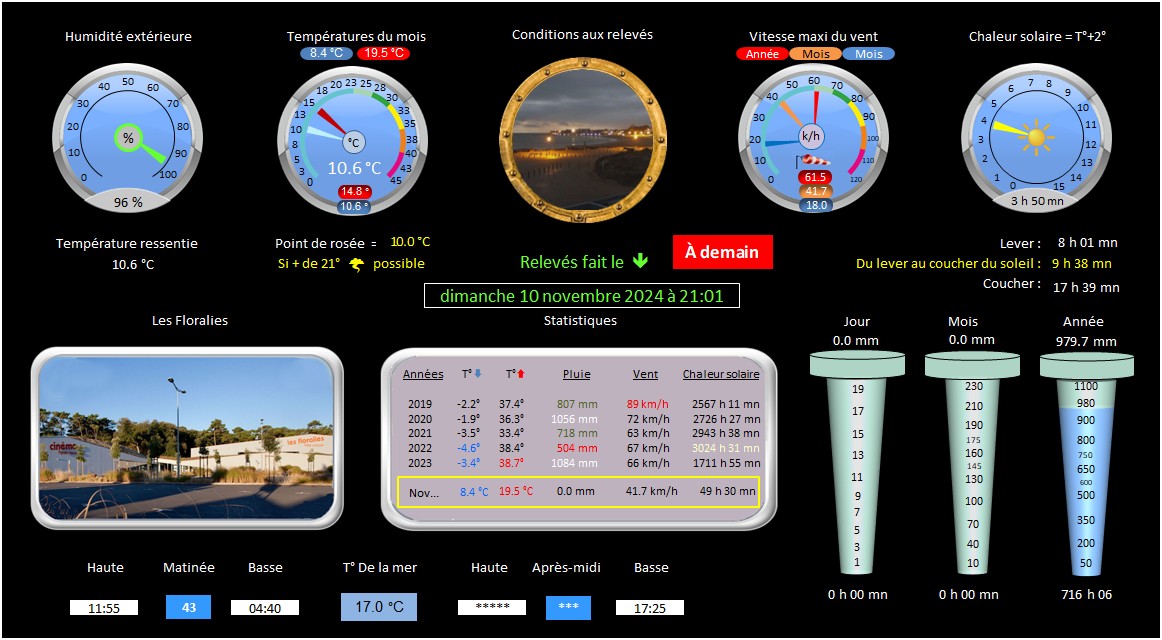 Humidité extérieure
Températures du mois
8.4 °C 19.5 °C
Conditions aux relevés
Vitesse maxi du vent
Année Mois Mois
Chaleur solaire = T°+2°
0 10 20 30 40 50 60 70 80 90 100
%
96 %
0 3 5 8 10 13 15 18 20 23 25 28 30 33 35 38 40 43 45
°C
10.6 °C
14.8 °
10.6 °
0 10 20 30 40 50 60 70 80 90 100 110 120
k/h
61.5
41.7
18.0
0 1 2 3 4 5 6 7 8 9 10 11 12 13 14 15
3 h 50 mn
Température ressentie
10.6 °C
Point de rosée = 10.0 °C
Si + de 21° possible
Relevés fait le
À demain
Lever : 8 h 01 mn
Du lever au coucher du soleil : 9 h 38 mn
Coucher : 17 h 39 mn
dimanche 10 novembre 2024 à 21:01
Les Floralies
cinéma
les floralies
Statistiques
Années T° T° Pluie Vent Chaleur solaire
2019 -2.2° 37.4° 807 mm 89 km/h 2567 h 11 mn
2020 -1.9° 36.3° 1056 mm 72 km/h 2726 h 27 mn
2021 -3.5° 33.4° 718 mm 63 km/h 2943 h 38 mn
2022 -4.6° 38.4° 504 mm 67 km/h 3024 h 31 mn
2023 -3.4° 38.7° 1084 mm 66 km/h 1711 h 55 mn
Nov... 8.4 °C 19.5 °C 0.0 mm 41.7 km/h 49 h 30 mn
Jour
0.0 mm
19
17
15
13
11
9
7
5
3
1
0 h 00 mn
Mois
0.0 mm
230
210
190
175
160
145
130
100
70
40
10
0 h 00 mn
Année
979.7 mm
1100
980
900
800
750
650
600
500
350
200
50
716 h 06
Haute Matinée Basse T° De la mer Haute Après-midi Basse
11:55 43 04:40 17.0 °C ***** *** 17:25